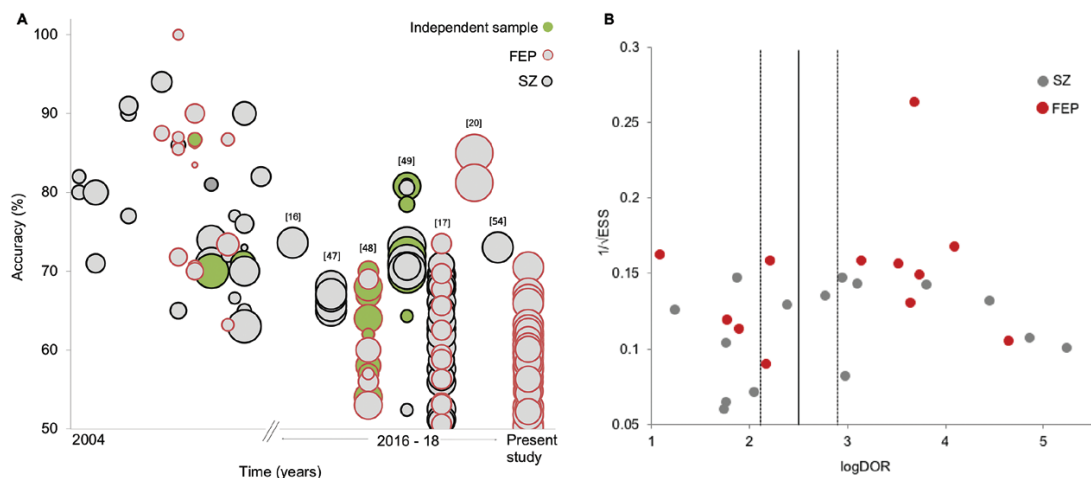 A
Independent sample
FEP
SZ
Accuracy (%)
100
90
80
70
60
50
[16]
[47]
[48]
[49]
[17]
[20]
[54]
2004
2016 - 18
Present
study
Time (years)
B
SZ
FEP
1/√ESS
0.3
0.25
0.2
0.15
0.1
0.05
1
2
3
4
5
logDOR